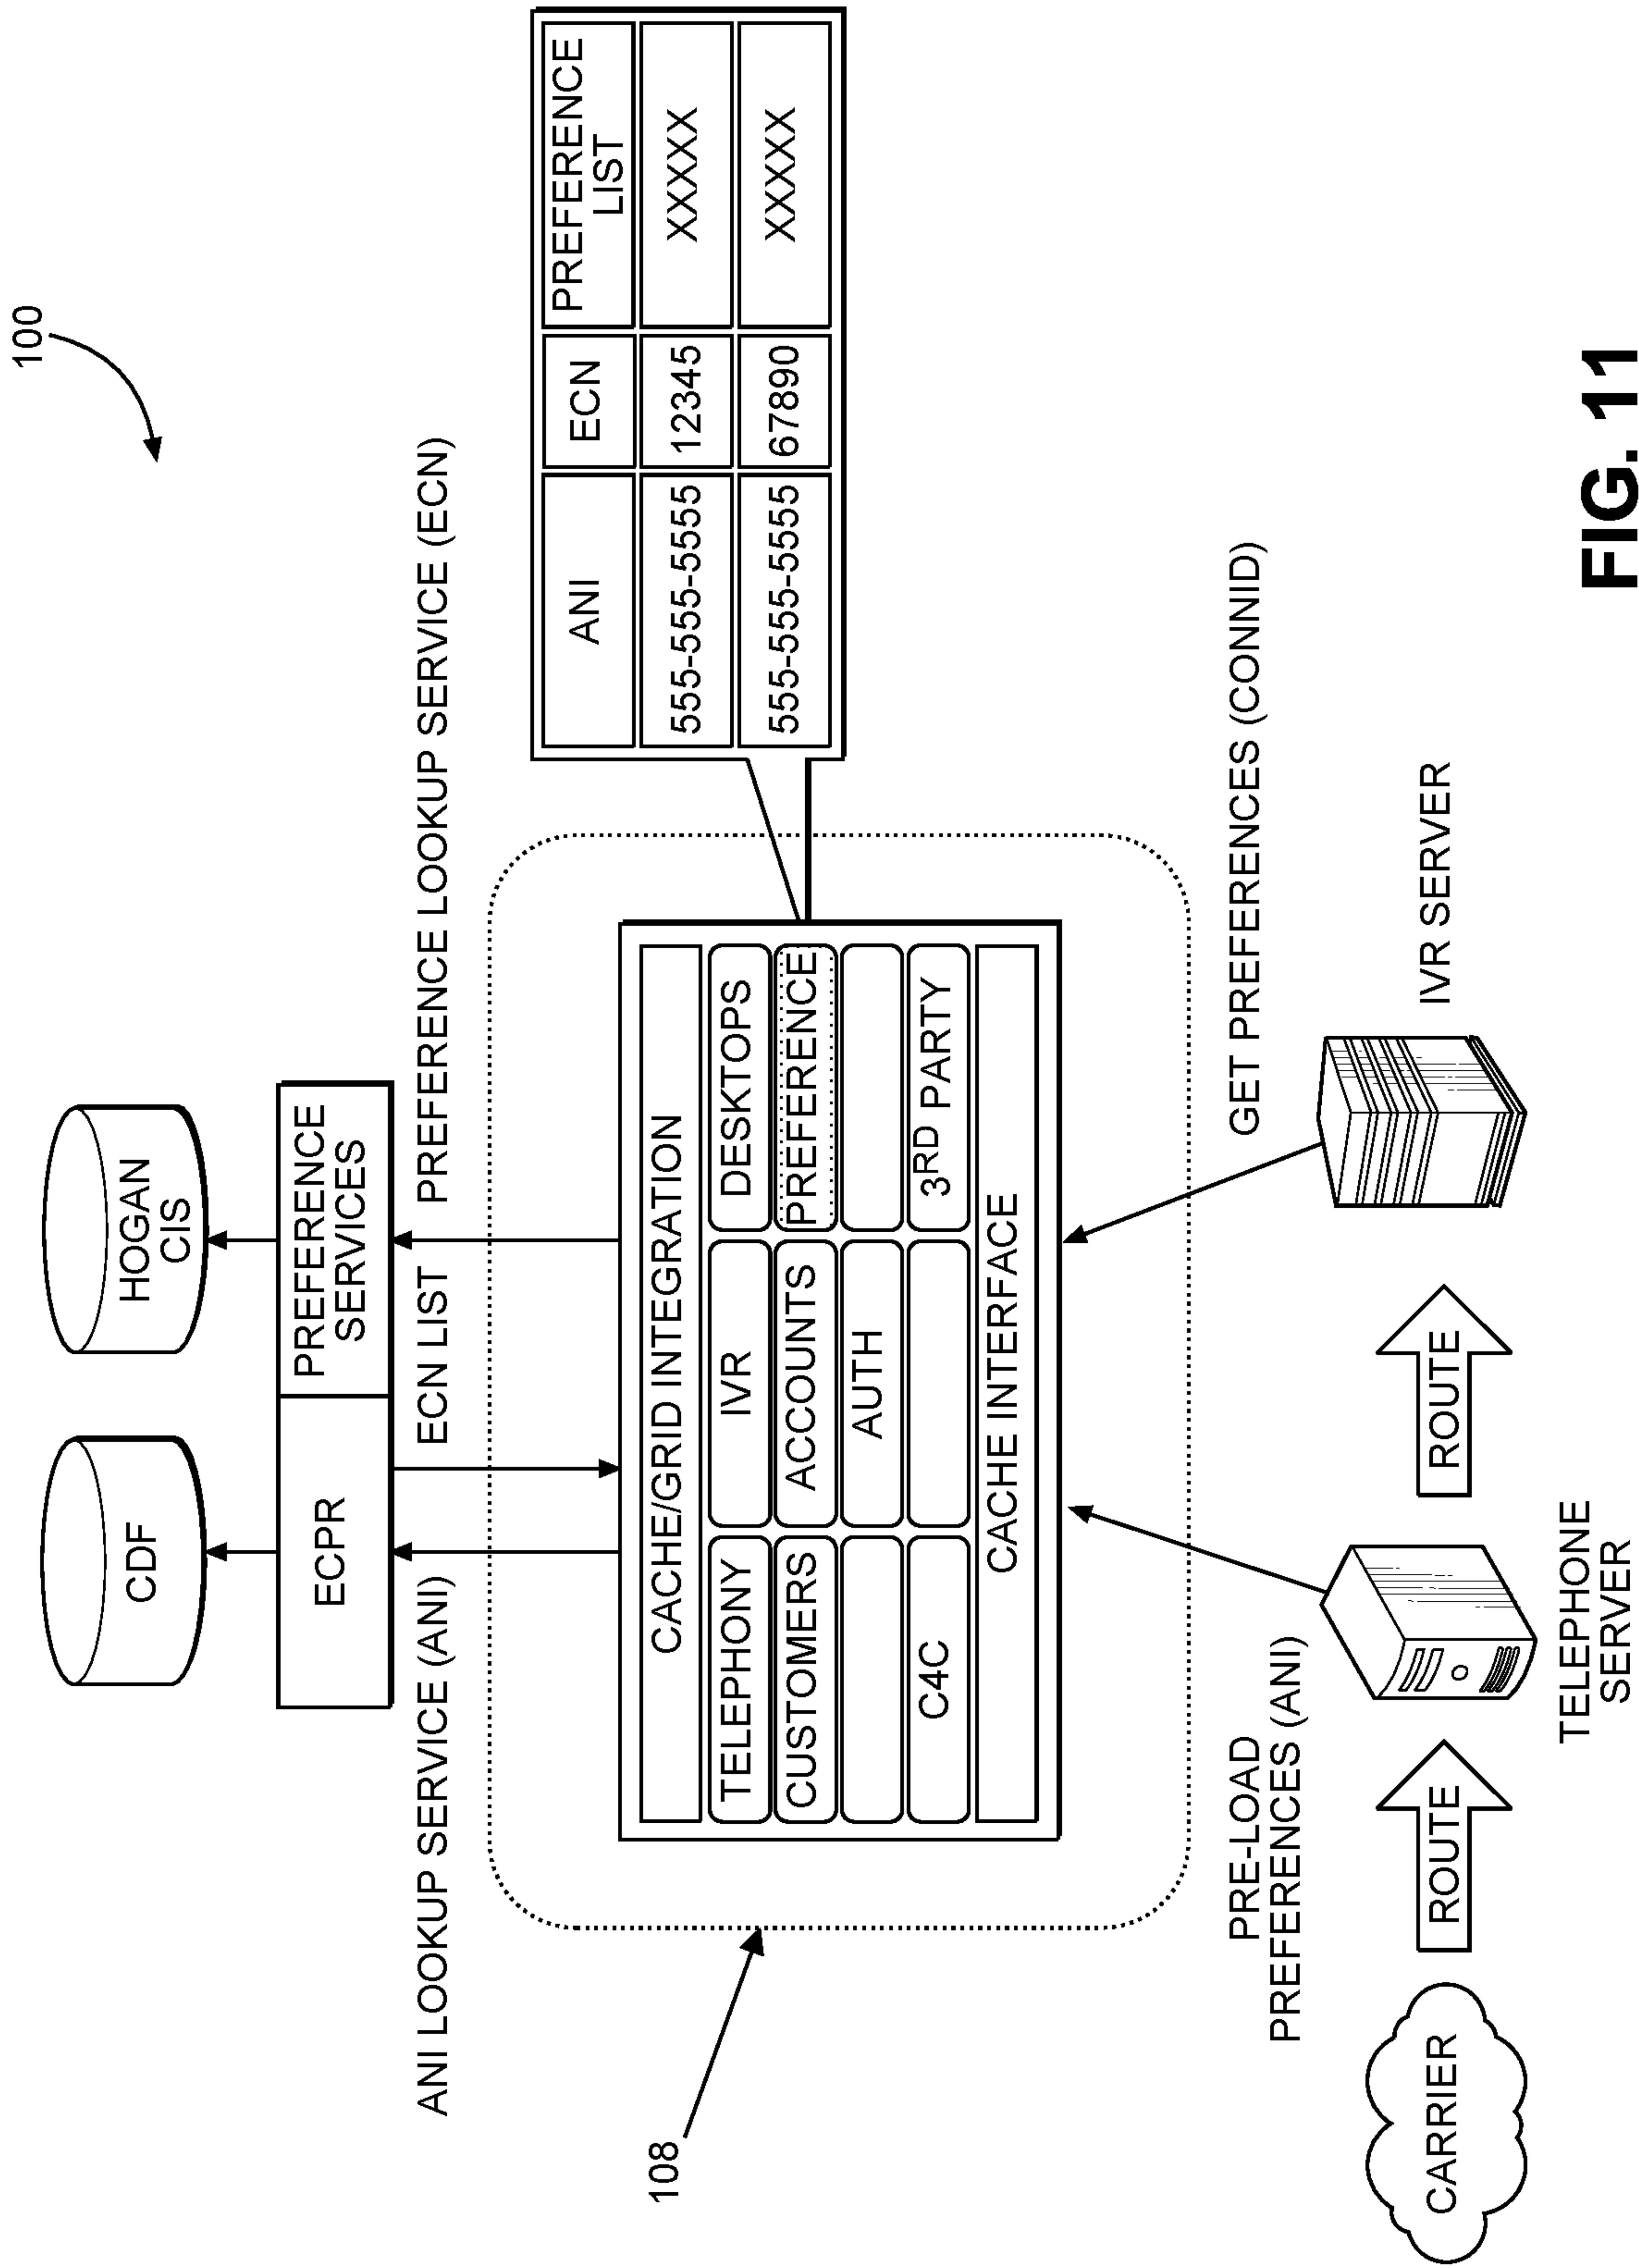 100
CDF
HOGAN
CIS
ECPR
PREFERENCE
SERVICES
ANI LOOKUP SERVICE (ANI)
ECN LIST
PREFERENCE LOOKUP SERVICE (ECN)
ANI
ECN
PREFERENCE
LIST
555-555-5555
12345
XXXXX
555-555-5555
67890
XXXXX
108
CACHE/GRID INTEGRATION
TELEPHONY
IVR
DESKTOPS
CUSTOMERS
ACCOUNTS
PREFERENCE
AUTH
C4C
3RD PARTY
CACHE INTERFACE
PRE-LOAD
PREFERENCES (ANI)
GET PREFERENCES (CONNID)
CARRIER
ROUTE
TELEPHONE
SERVER
ROUTE
IVR SERVER
FIG. 11